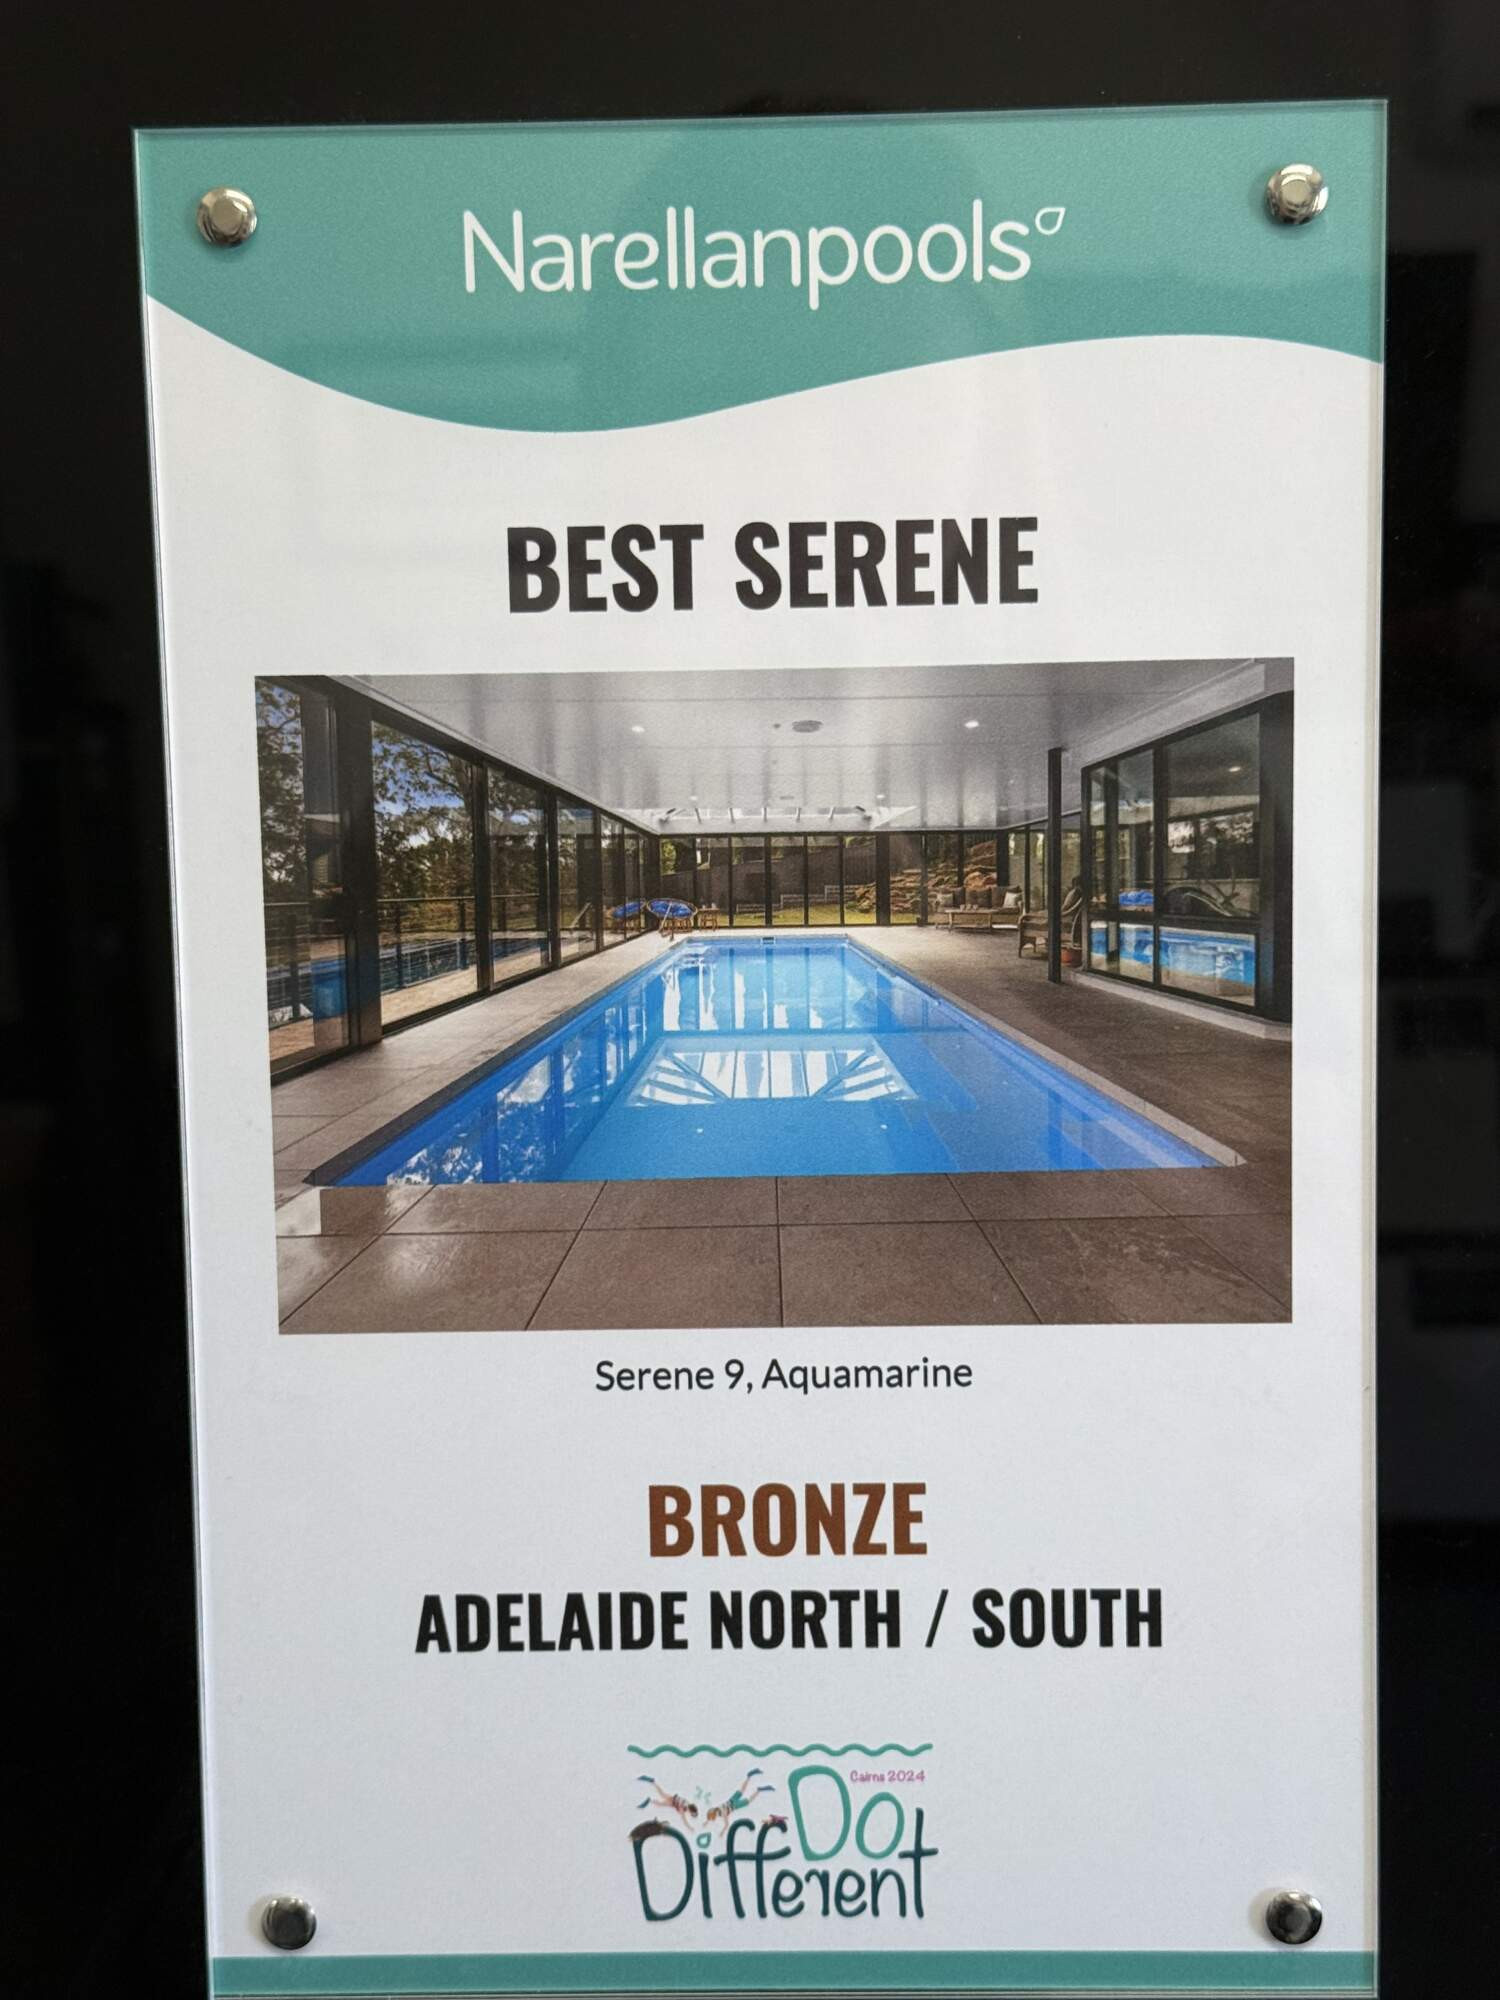 Narellanpools
BEST SERENE
Serene 9, Aquamarine
BRONZE
ADELAIDE NORTH / SOUTH
Cairns 2024
Do
Different